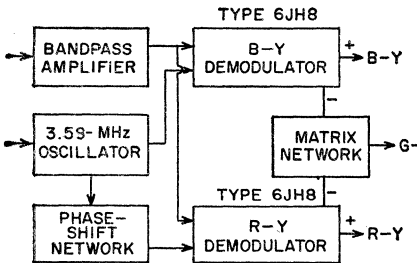 TYPE 6JH8
BANDPASS
AMPLIFIER
B-Y
DEMODULATOR
+
B-Y
-
3.59-MHz
OSCILLATOR
MATRIX
NETWORK
G-
TYPE 6JH8
-
PHASE-
SHIFT
NETWORK
R-Y
DEMODULATOR
+
R-Y